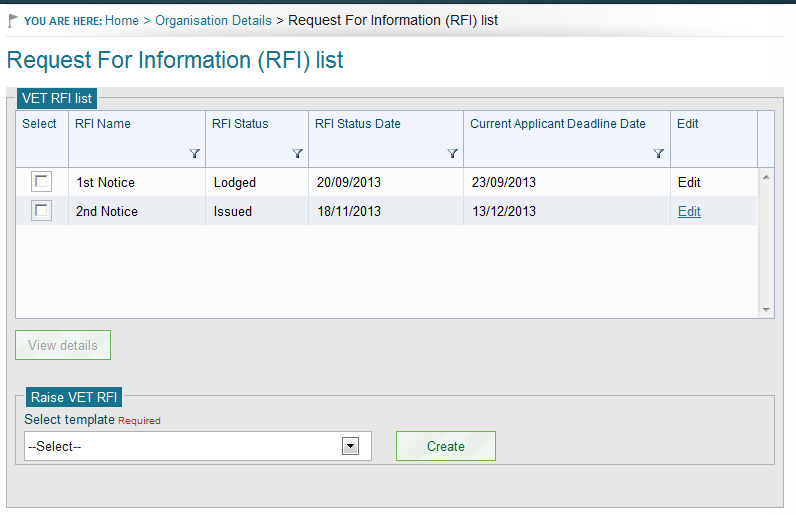 YOU ARE HERE: Home > Organisation Details > Request For Information (RFI) list
Request For Information (RFI) list
VET RFI list
Select RFI Name RFI Status RFI Status Date Current Applicant Deadline Date Edit
1st Notice Lodged 20/09/2013 23/09/2013 Edit
2nd Notice Issued 18/11/2013 13/12/2013 Edit
View details
Raise VET RFI
Select template Required
--Select-- Create